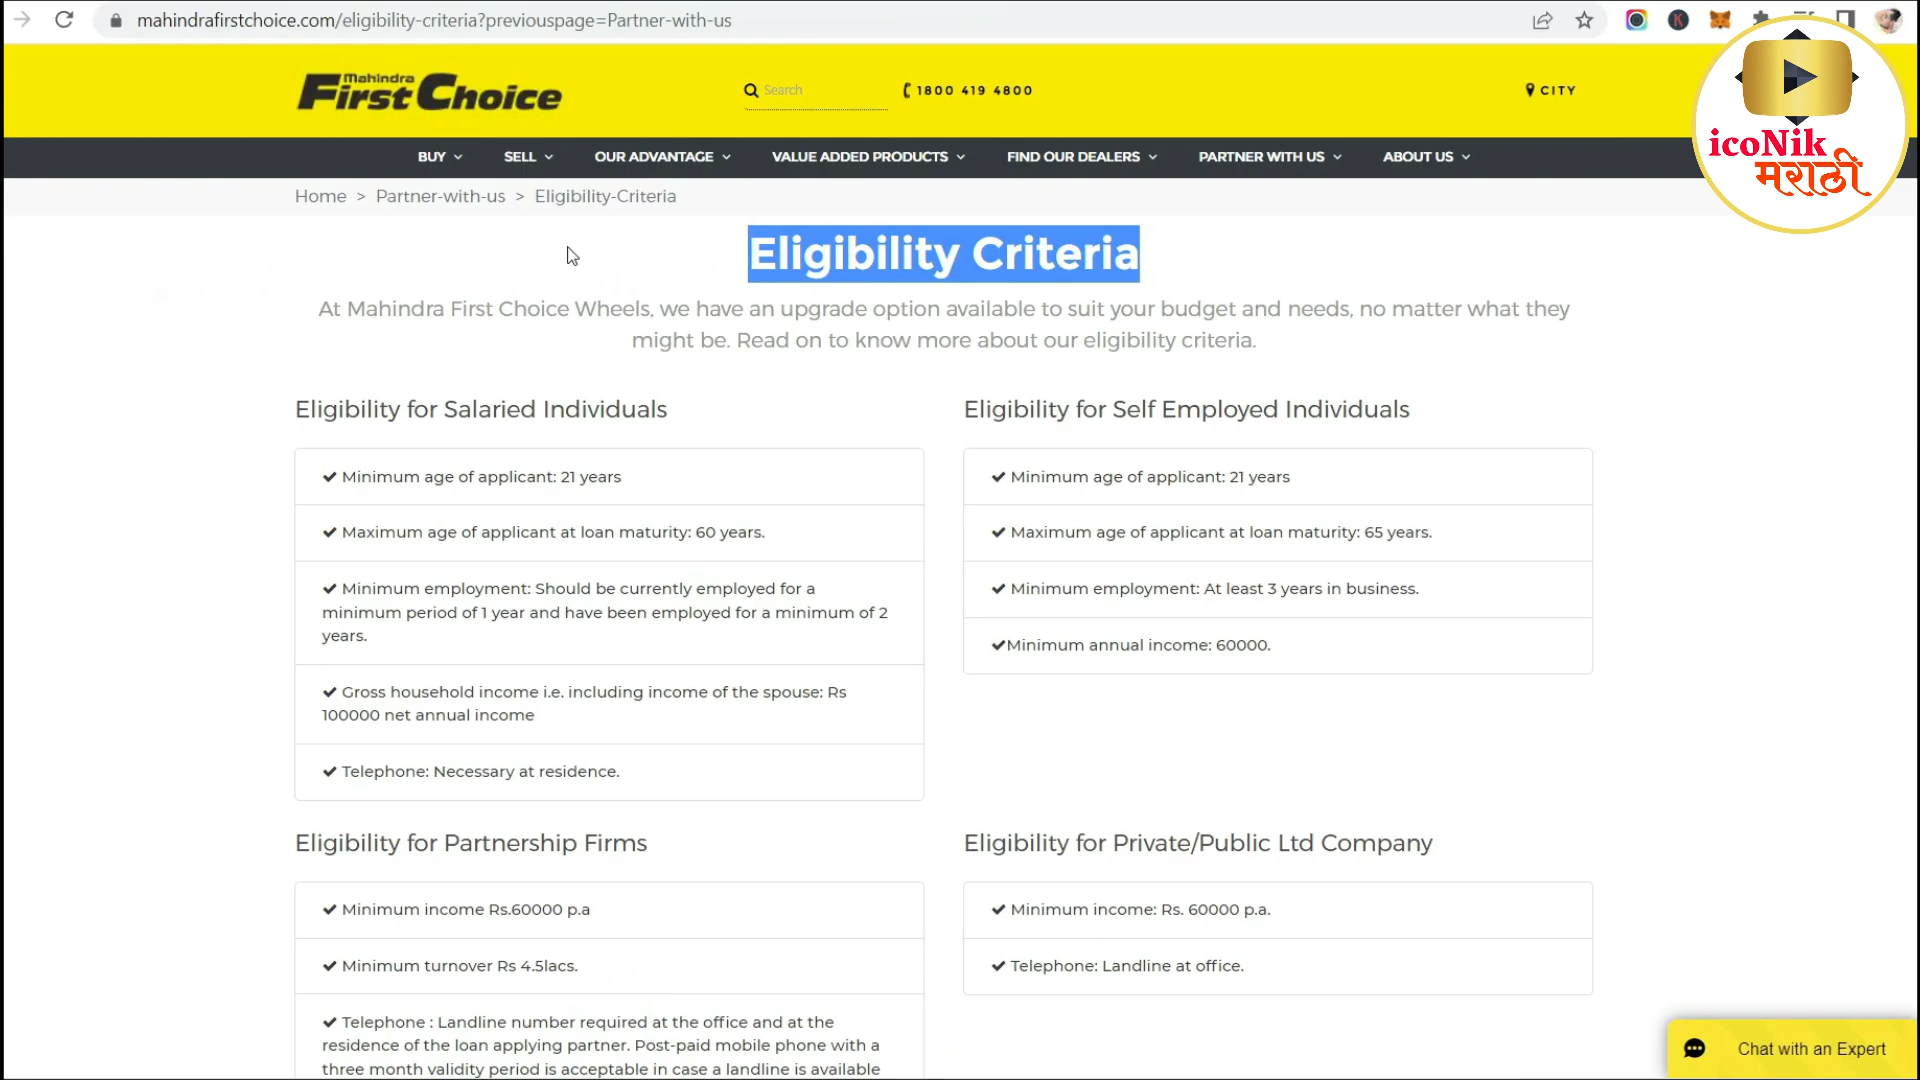 mahindrafirstchoice.com/eligibility-criteria?previouspage=Partner-with-us
Mahindra
First Choice
Search
1800 419 4800
CITY
icoNik
मराठी
BUY
SELL
OUR ADVANTAGE
VALUE ADDED PRODUCTS
FIND OUR DEALERS
PARTNER WITH US
ABOUT US
Home > Partner-with-us > Eligibility-Criteria
Eligibility Criteria
At Mahindra First Choice Wheels, we have an upgrade option available to suit your budget and needs, no matter what they
might be. Read on to know more about our eligibility criteria.
Eligibility for Salaried Individuals
Minimum age of applicant: 21 years
Maximum age of applicant at loan maturity: 60 years.
Minimum employment: Should be currently employed for a
minimum period of 1 year and have been employed for a minimum of 2
years.
Gross household income i.e. including income of the spouse: Rs
100000 net annual income
Telephone: Necessary at residence.
Eligibility for Self Employed Individuals
Minimum age of applicant: 21 years
Maximum age of applicant at loan maturity: 65 years.
Minimum employment: At least 3 years in business.
Minimum annual income: 60000.
Eligibility for Partnership Firms
Minimum income Rs.60000 p.a
Minimum turnover Rs 4.5lacs.
Telephone : Landline number required at the office and at the
residence of the loan applying partner. Post-paid mobile phone with a
three month validity period is acceptable in case a landline is available
Eligibility for Private/Public Ltd Company
Minimum income: Rs. 60000 p.a.
Telephone: Landline at office.
Chat with an Expert